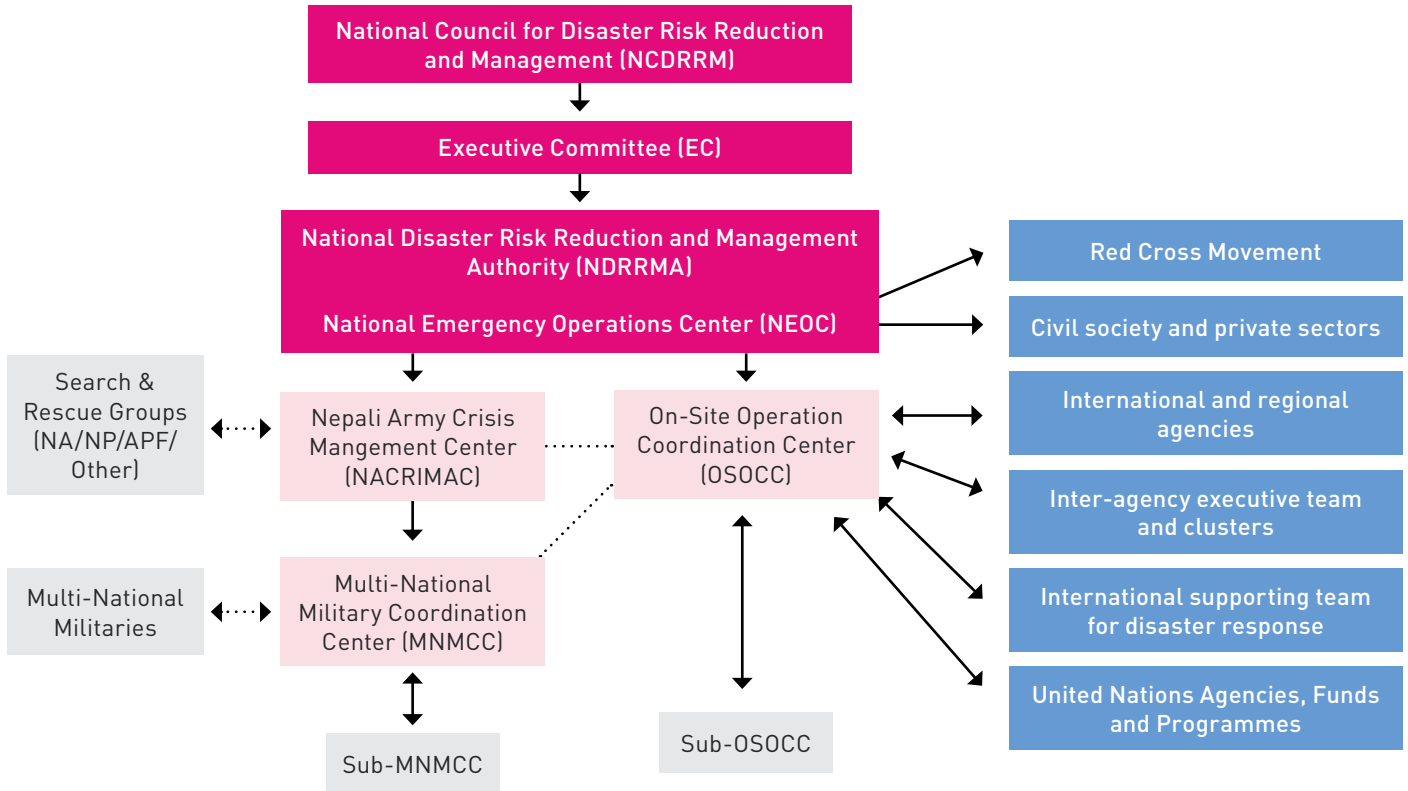 National Council for Disaster Risk Reduction
and Management (NCDRRM)
Executive Committee (EC)
National Disaster Risk Reduction and Management
Authority (NDRRMA)
National Emergency Operations Center (NEOC)
Red Cross Movement
Civil society and private sectors
Search &
Rescue Groups
(NA/NP/APF/
Other)
Nepali Army Crisis
Mangement Center
(NACRIMAC)
On-Site Operation
Coordination Center
(OSOCC)
International and regional
agencies
Inter-agency executive team
and clusters
Multi-National
Militaries
Multi-National
Military Coordination
Center (MNMCC)
International supporting team
for disaster response
United Nations Agencies, Funds
and Programmes
Sub-MNMCC
Sub-OSOCC